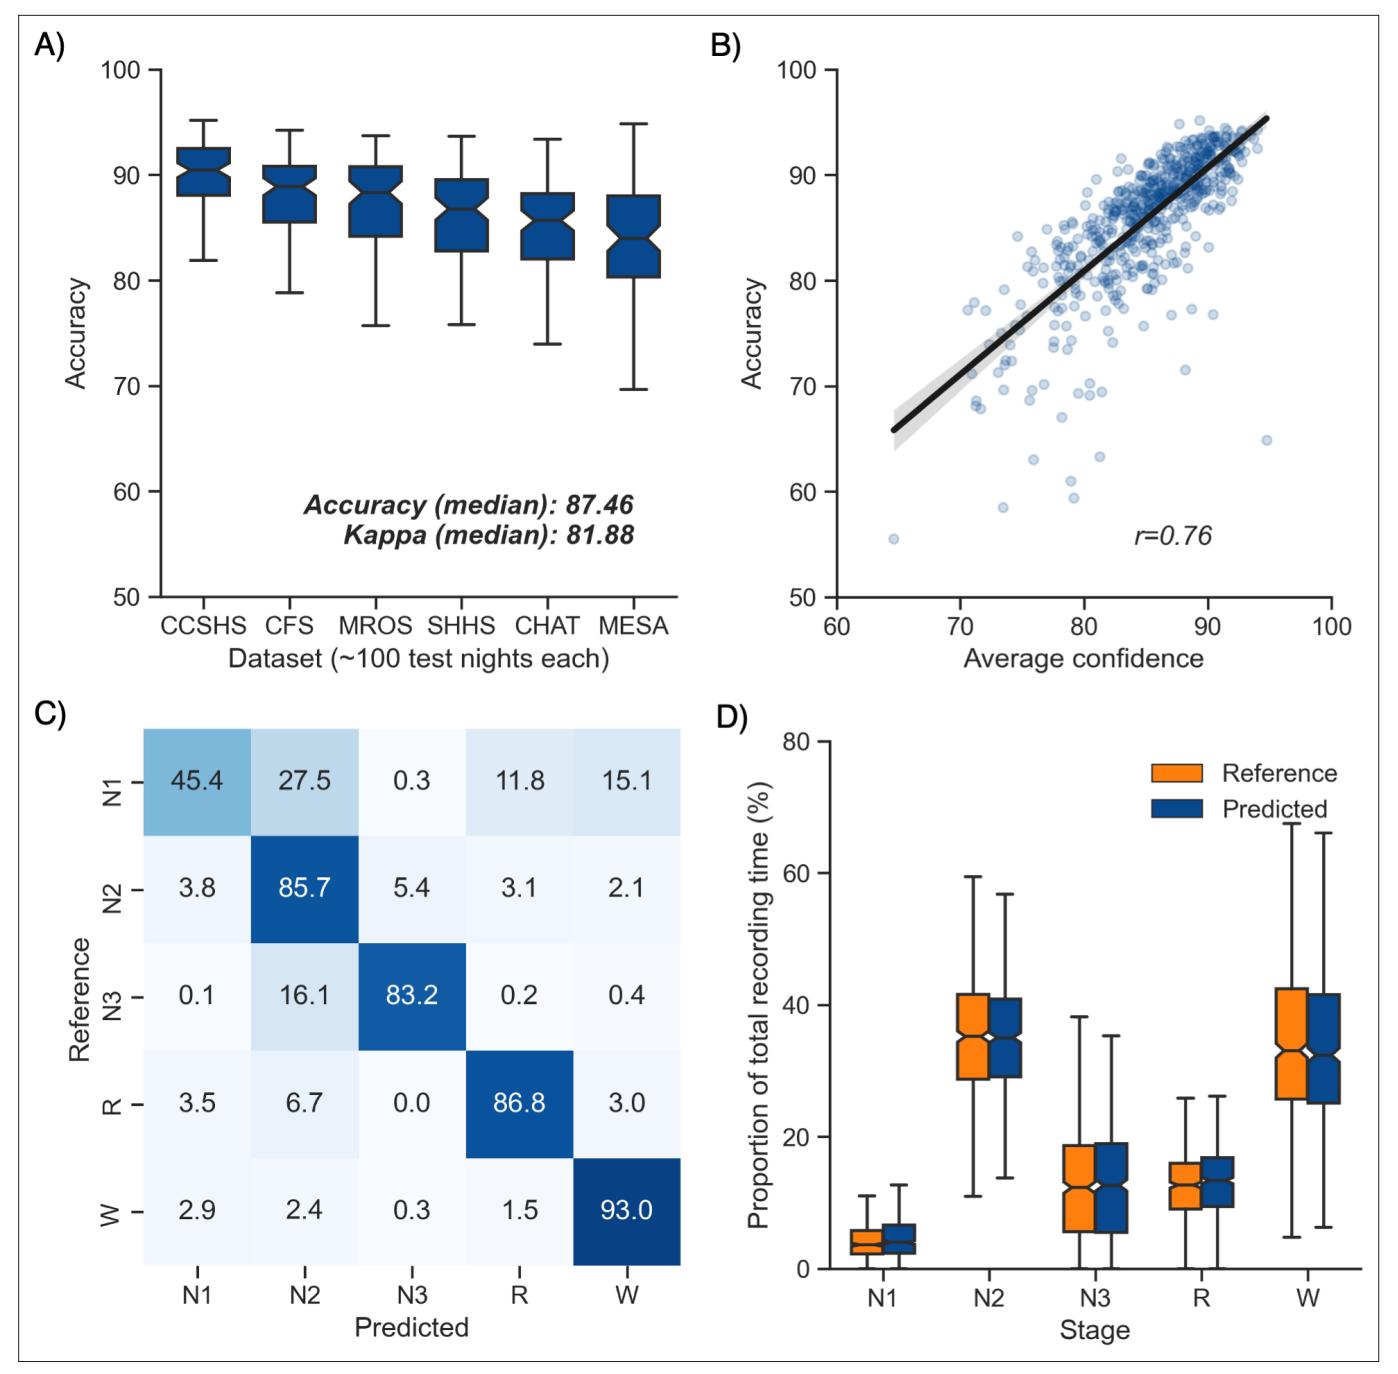 A)
100
90
80
70
60
50
Accuracy
Accuracy (median): 87.46
Kappa (median): 81.88
CCSHS CFS MROS SHHS CHAT MESA
Dataset (~100 test nights each)
B)
100
90
80
70
60
50
Accuracy
r=0.76
60 70 80 90 100
Average confidence
C)
Reference
N1 45.4 27.5 0.3 11.8 15.1
N2 3.8 85.7 5.4 3.1 2.1
N3 0.1 16.1 83.2 0.2 0.4
R 3.5 6.7 0.0 86.8 3.0
W 2.9 2.4 0.3 1.5 93.0
N1 N2 N3 R W
Predicted
D)
80
60
40
20
0
Proportion of total recording time (%)
Reference
Predicted
N1 N2 N3 R W
Stage